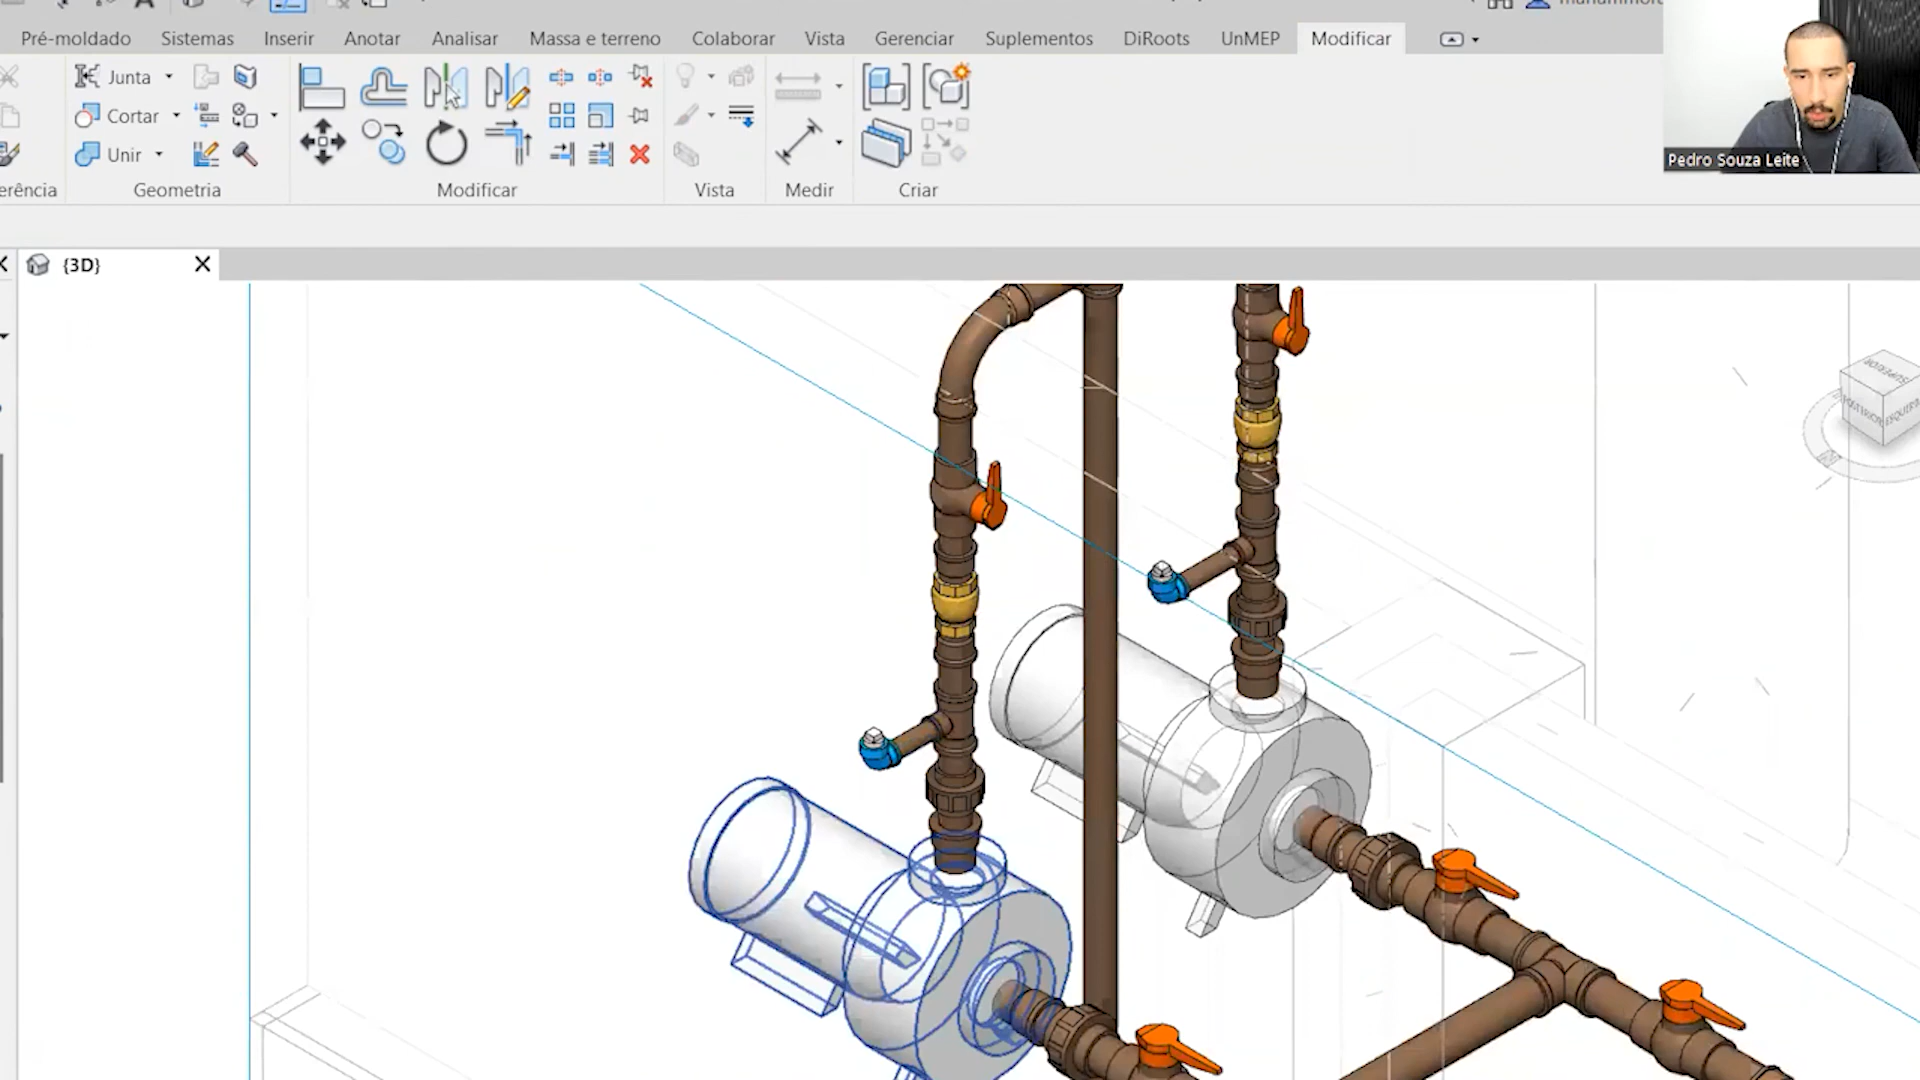 Pré-moldado Sistemas Inserir Anotar Analisar Massa e terreno Colaborar Vista Gerenciar Suplementos DiRoots UnMEP Modificar
Junta
Cortar
Unir
erência Geometria Modificar Vista Medir Criar
Pedro Souza Leite
{3D}
SUPERIOR